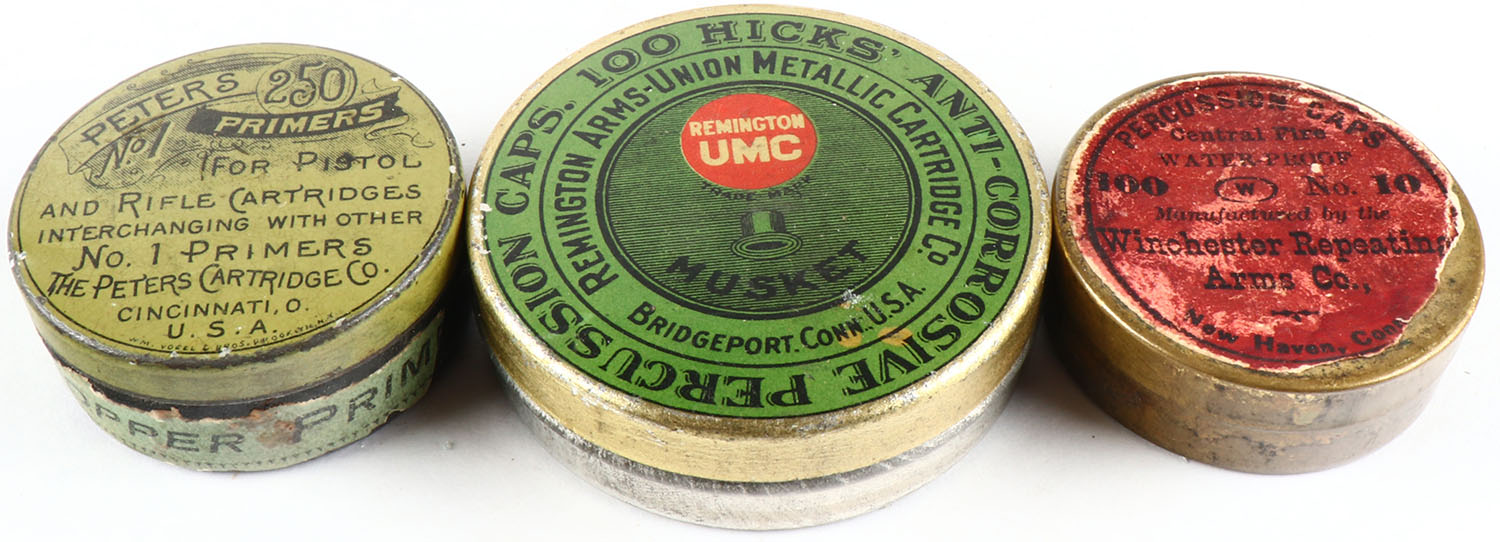 PETERS
No. 1
250
PRIMERS
FOR PISTOL
AND RIFLE CARTRIDGES
INTERCHANGING WITH OTHER
No. 1 PRIMERS
THE PETERS CARTRIDGE CO.
CINCINNATI, O.
U.S.A.
PPER PRIM
100 HICKS' ANTI-CORROSIVE PERCUSSION CAPS.
REMINGTON ARMS-UNION METALLIC CARTRIDGE CO
BRIDGEPORT. CONN. U.S.A.
REMINGTON
UMC
TRADE MARK
MUSKET
PERCUSSION CAPS
Central Fire
WATER-PROOF
100 W No. 10
Manufactured by the
Winchester Repeating
Arms Co.,
New Haven, Conn